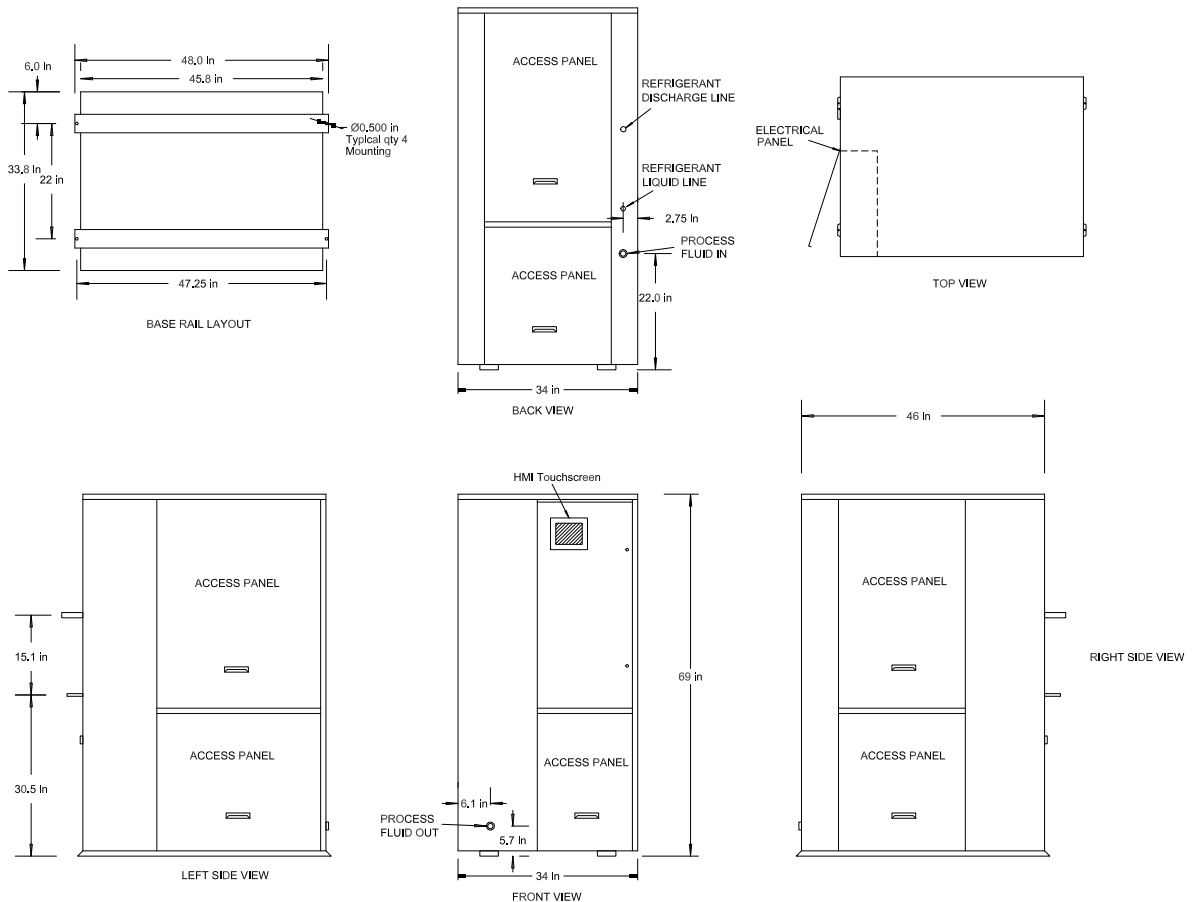 48.0 in
6.0 in
45.8 in
Ø0.500 in
Typical qty 4
Mounting
33.8 in
22 in
47.25 in
BASE RAIL LAYOUT
ACCESS PANEL
REFRIGERANT
DISCHARGE LINE
REFRIGERANT
LIQUID LINE
2.75 in
PROCESS
FLUID IN
ACCESS PANEL
22.0 in
34 in
BACK VIEW
ELECTRICAL
PANEL
TOP VIEW
46 in
ACCESS PANEL
15.1 in
ACCESS PANEL
30.5 in
LEFT SIDE VIEW
HMI Touchscreen
69 in
ACCESS PANEL
6.1 in
PROCESS
FLUID OUT
5.7 in
34 in
FRONT VIEW
ACCESS PANEL
RIGHT SIDE VIEW
ACCESS PANEL